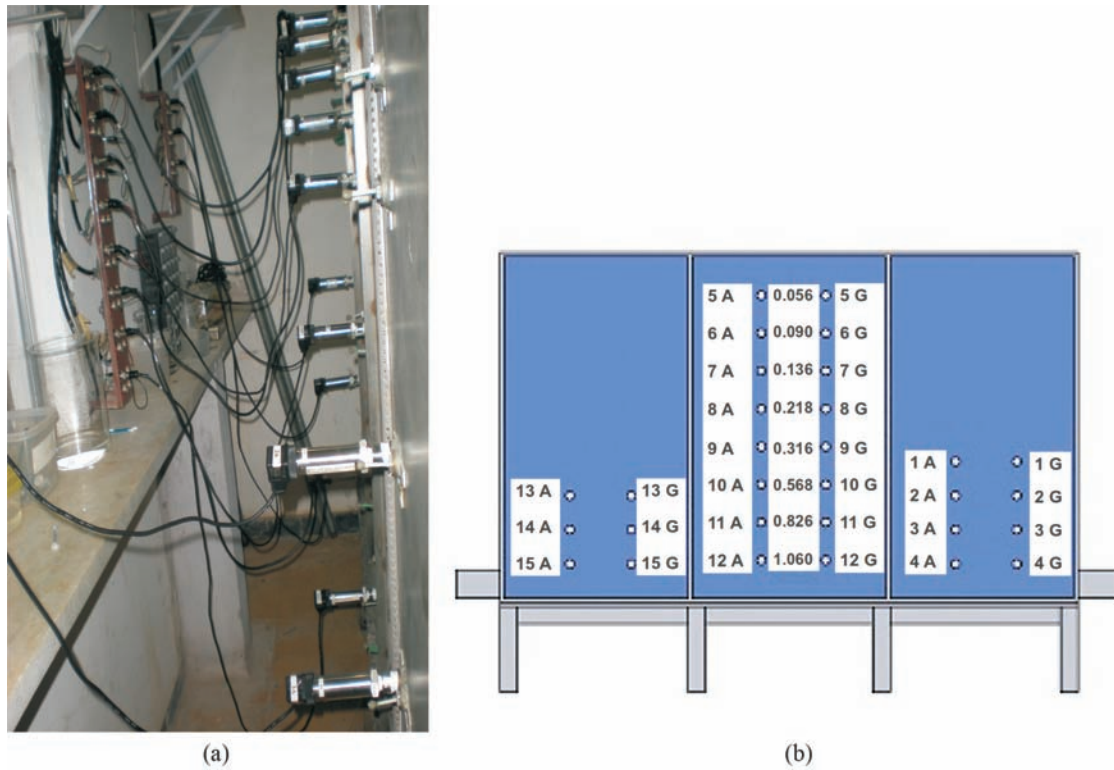 5 A 0.056 5 G
6 A 0.090 6 G
7 A 0.136 7 G
8 A 0.218 8 G
9 A 0.316 9 G
10 A 0.568 10 G
11 A 0.826 11 G
12 A 1.060 12 G
13 A 13 G
14 A 14 G
15 A 15 G
1 A 1 G
2 A 2 G
3 A 3 G
4 A 4 G
(a)
(b)